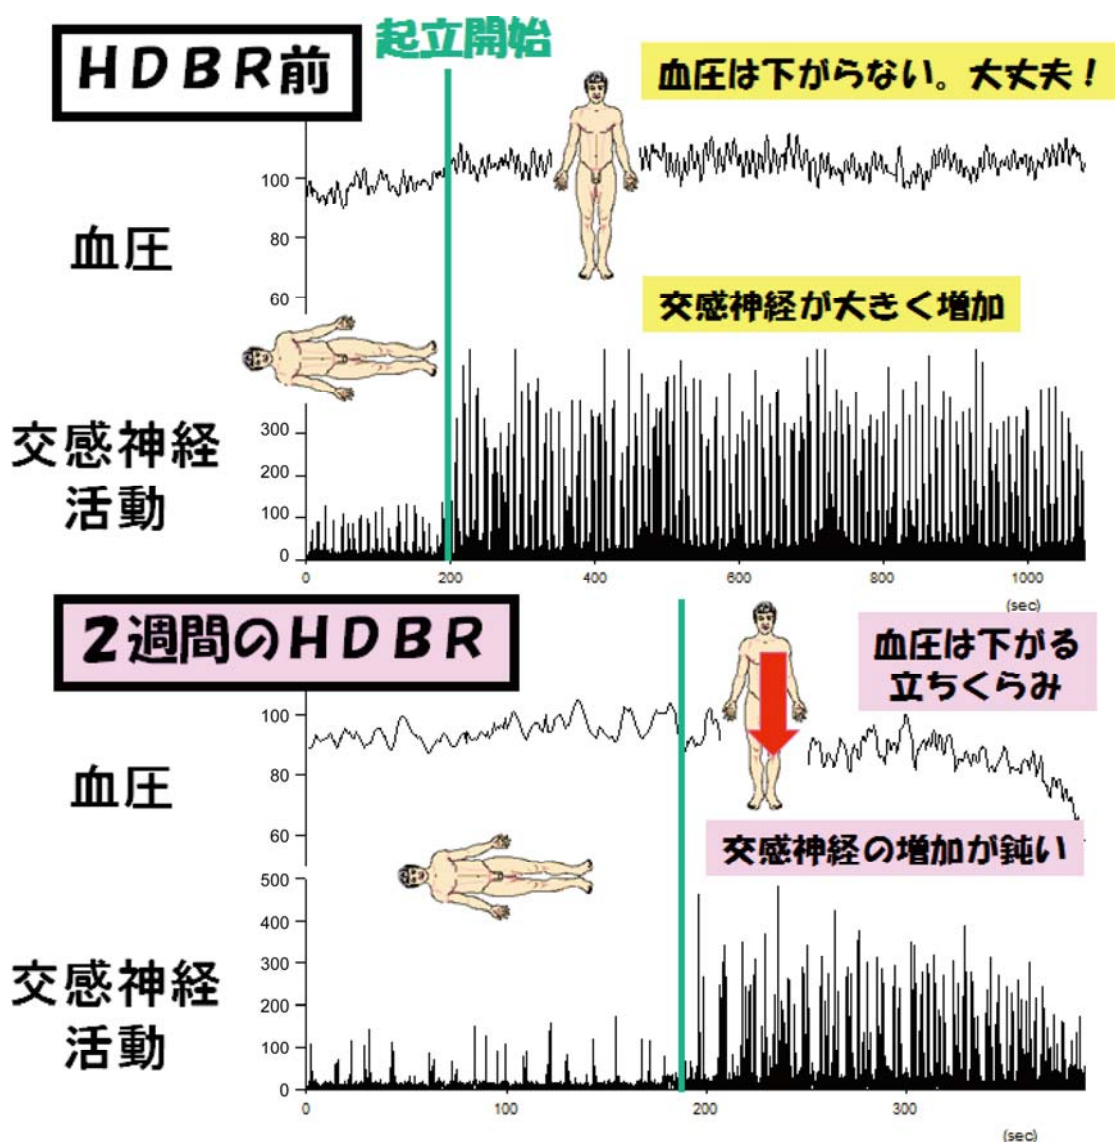 HDBR前
起立開始
血圧は下がらない。大丈夫!
100
80
60
血圧
交感神経が大きく増加
交感神経
活動
300
200
100
0
0 200 400 600 800 1000
(sec)
2週間のHDBR
血圧は下がる
立ちくらみ
100
80
60
血圧
交感神経の増加が鈍い
500
400
300
200
100
0
交感神経
活動
0 100 200 300
(sec)